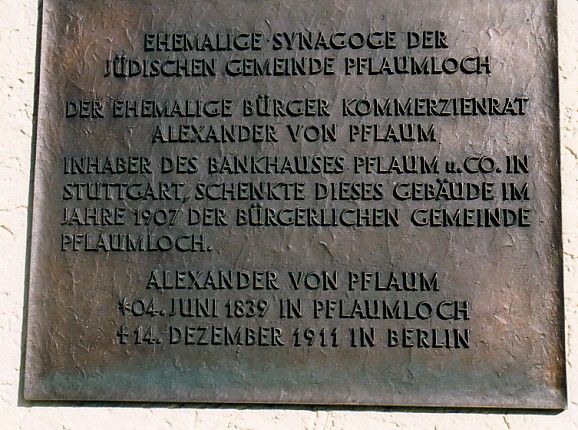 EHEMALIGE SYNAGOGE DER
JÜDISCHEN GEMEINDE PFLAUMLOCH
DER EHEMALIGE BÜRGER KOMMERZIENRAT
ALEXANDER VON PFLAUM
INHABER DES BANKHAUSES PFLAUM u. CO. IN
STUTTGART, SCHENKTE DIESES GEBÄUDE IM
JAHRE 1907 DER BÜRGERLICHEN GEMEINDE
PFLAUMLOCH.
ALEXANDER VON PFLAUM
✝04. JUNI 1839 IN PFLAUMLOCH
✝14. DEZEMBER 1911 IN BERLIN